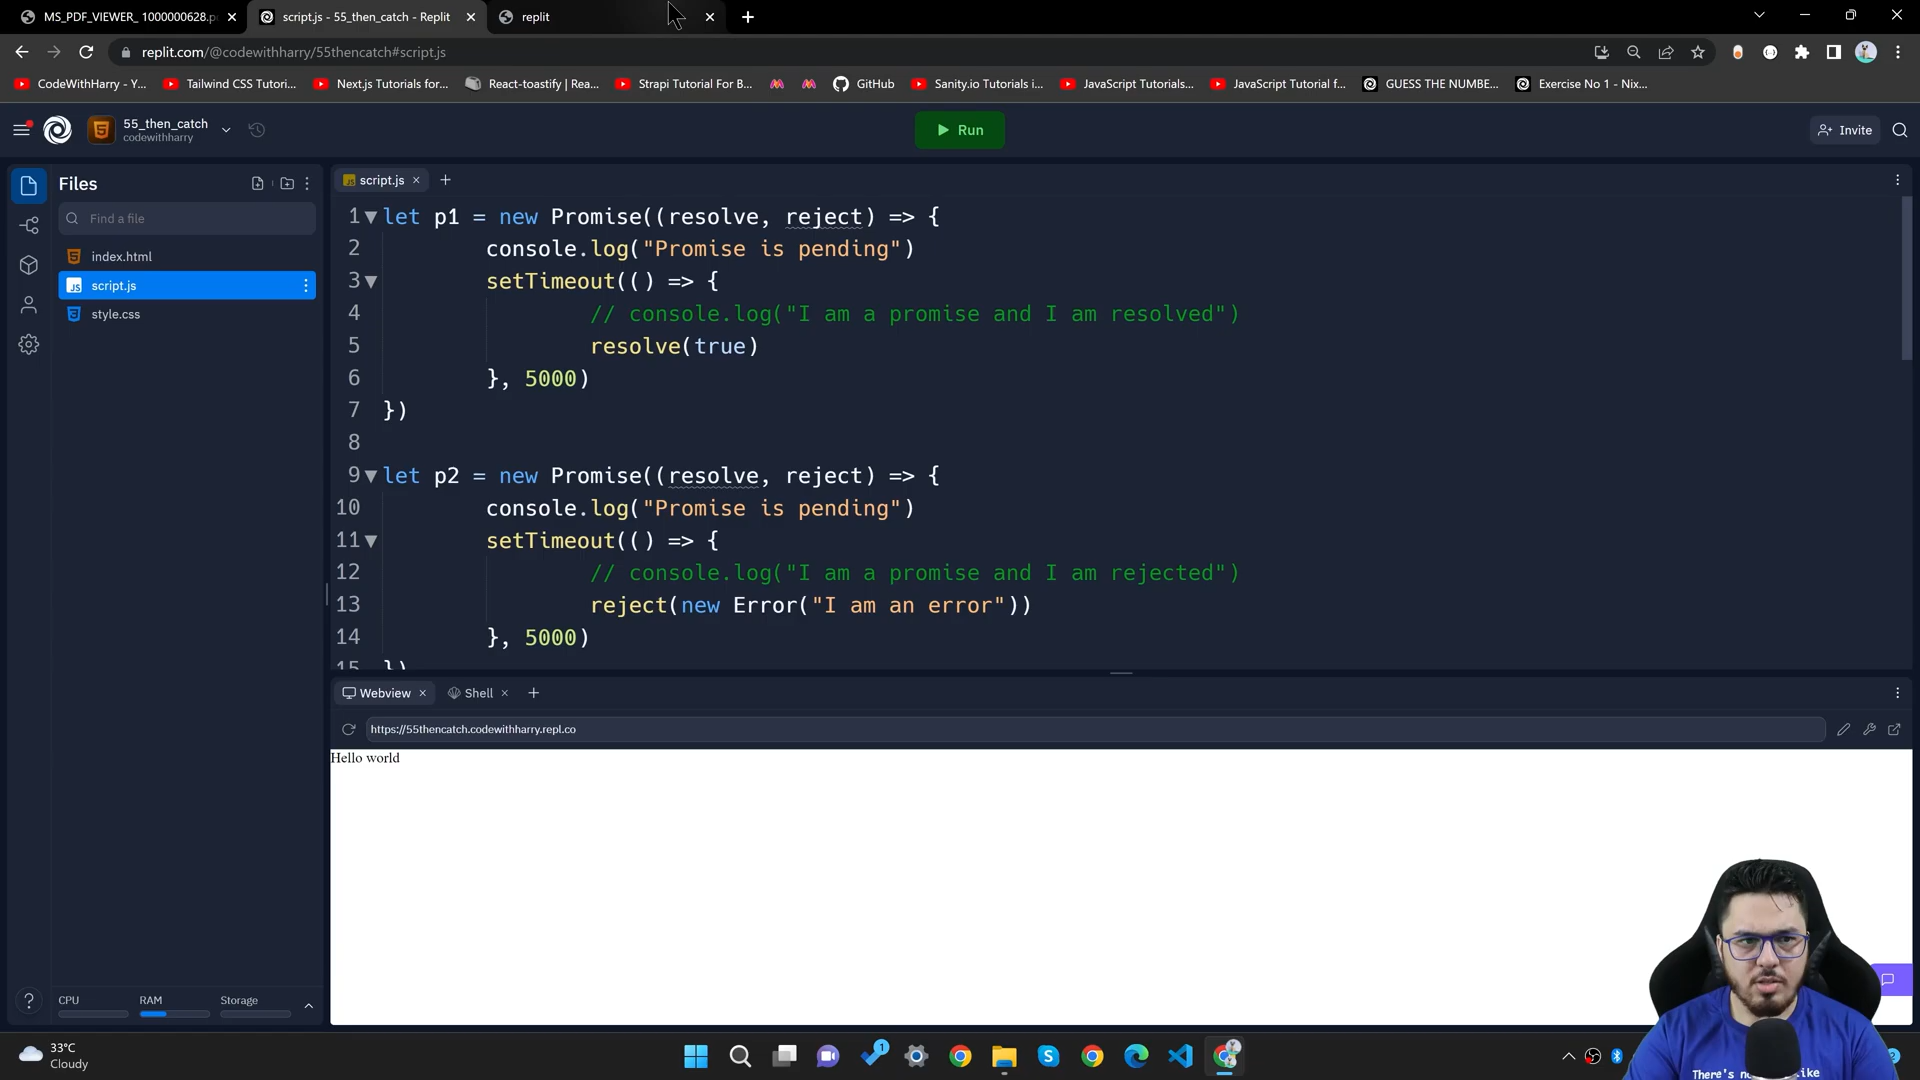 MS_PDF_VIEWER_ 1000000628.p
script.js - 55_then_catch - Replit
replit
replit.com/@codewithharry/55thencatch#script.js
CodeWithHarry - Y...
Tailwind CSS Tutori...
Next.js Tutorials for...
React-toastify | Rea...
Strapi Tutorial For B...
GitHub
Sanity.io Tutorials i...
JavaScript Tutorials...
JavaScript Tutorial f...
GUESS THE NUMBE...
Exercise No 1 - Nix...
55_then_catch
codewithharry
Run
Invite
Files
Find a file
index.html
script.js
style.css
script.js
1 let p1 = new Promise((resolve, reject) => {
2 console.log("Promise is pending")
3 setTimeout(() => {
4 // console.log("I am a promise and I am resolved")
5 resolve(true)
6 }, 5000)
7 })
8
9 let p2 = new Promise((resolve, reject) => {
10 console.log("Promise is pending")
11 setTimeout(() => {
12 // console.log("I am a promise and I am rejected")
13 reject(new Error("I am an error"))
14 }, 5000)
15 })
Webview
Shell
https://55thencatch.codewithharry.repl.co
Hello world
CPU
RAM
Storage
33°C
Cloudy
1